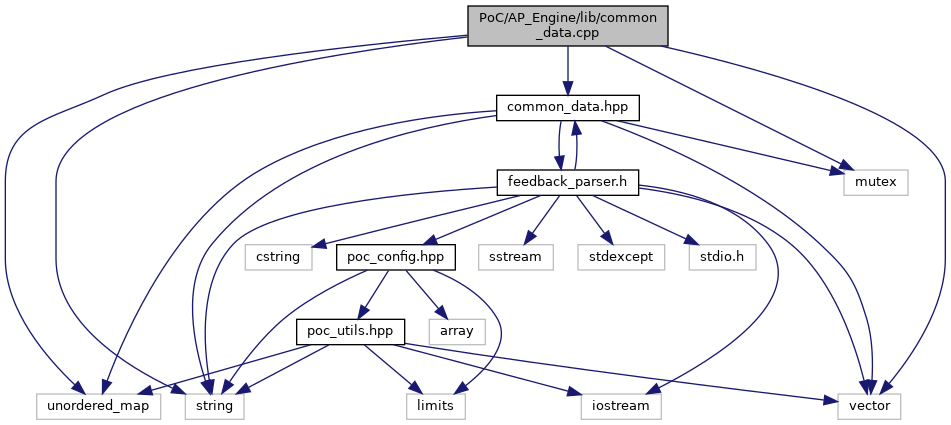 PoC/AP_Engine/lib/common
_data.cpp
common_data.hpp
feedback_parser.h
mutex
cstring
poc_config.hpp
sstream
stdexcept
stdio.h
poc_utils.hpp
array
unordered_map
string
limits
iostream
vector